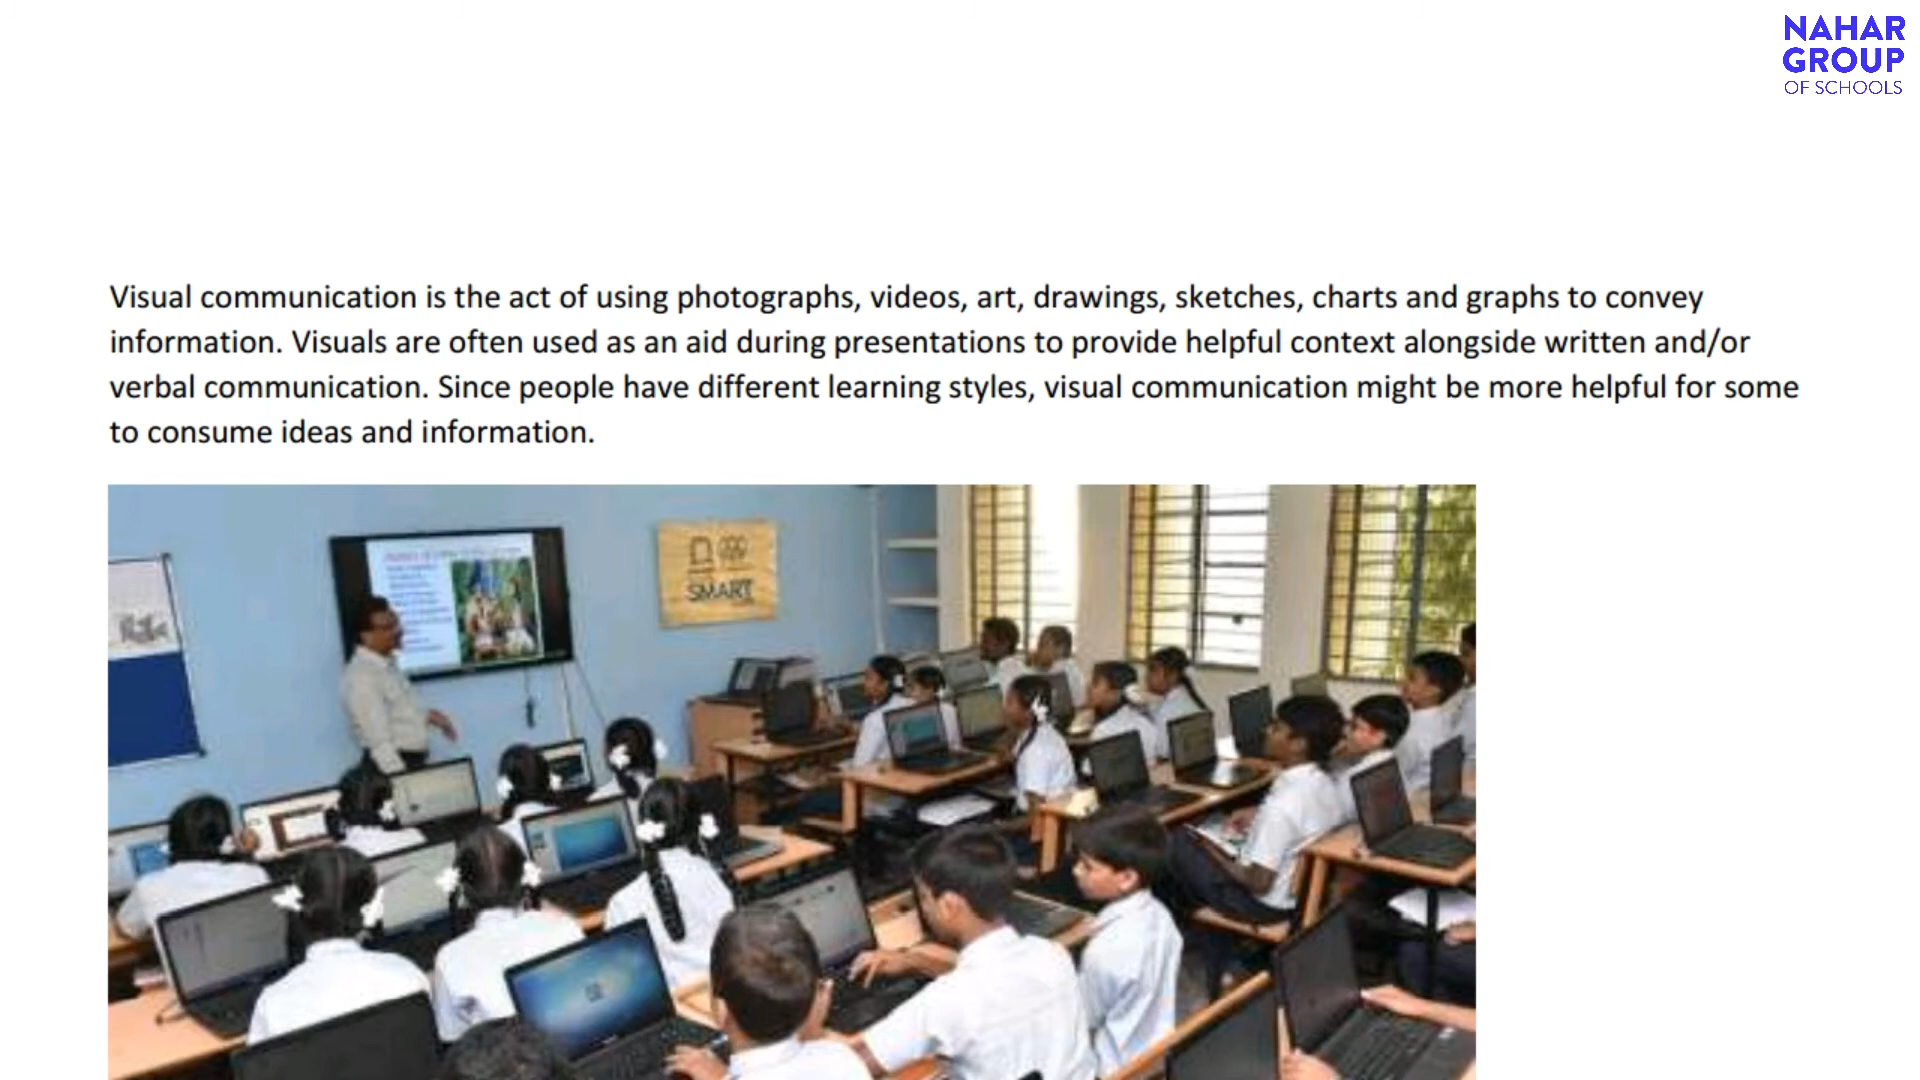 NAHAR
GROUP
OF SCHOOLS
Visual communication is the act of using photographs, videos, art, drawings, sketches, charts and graphs to convey
information. Visuals are often used as an aid during presentations to provide helpful context alongside written and/or
verbal communication. Since people have different learning styles, visual communication might be more helpful for some
to consume ideas and information.
SMART